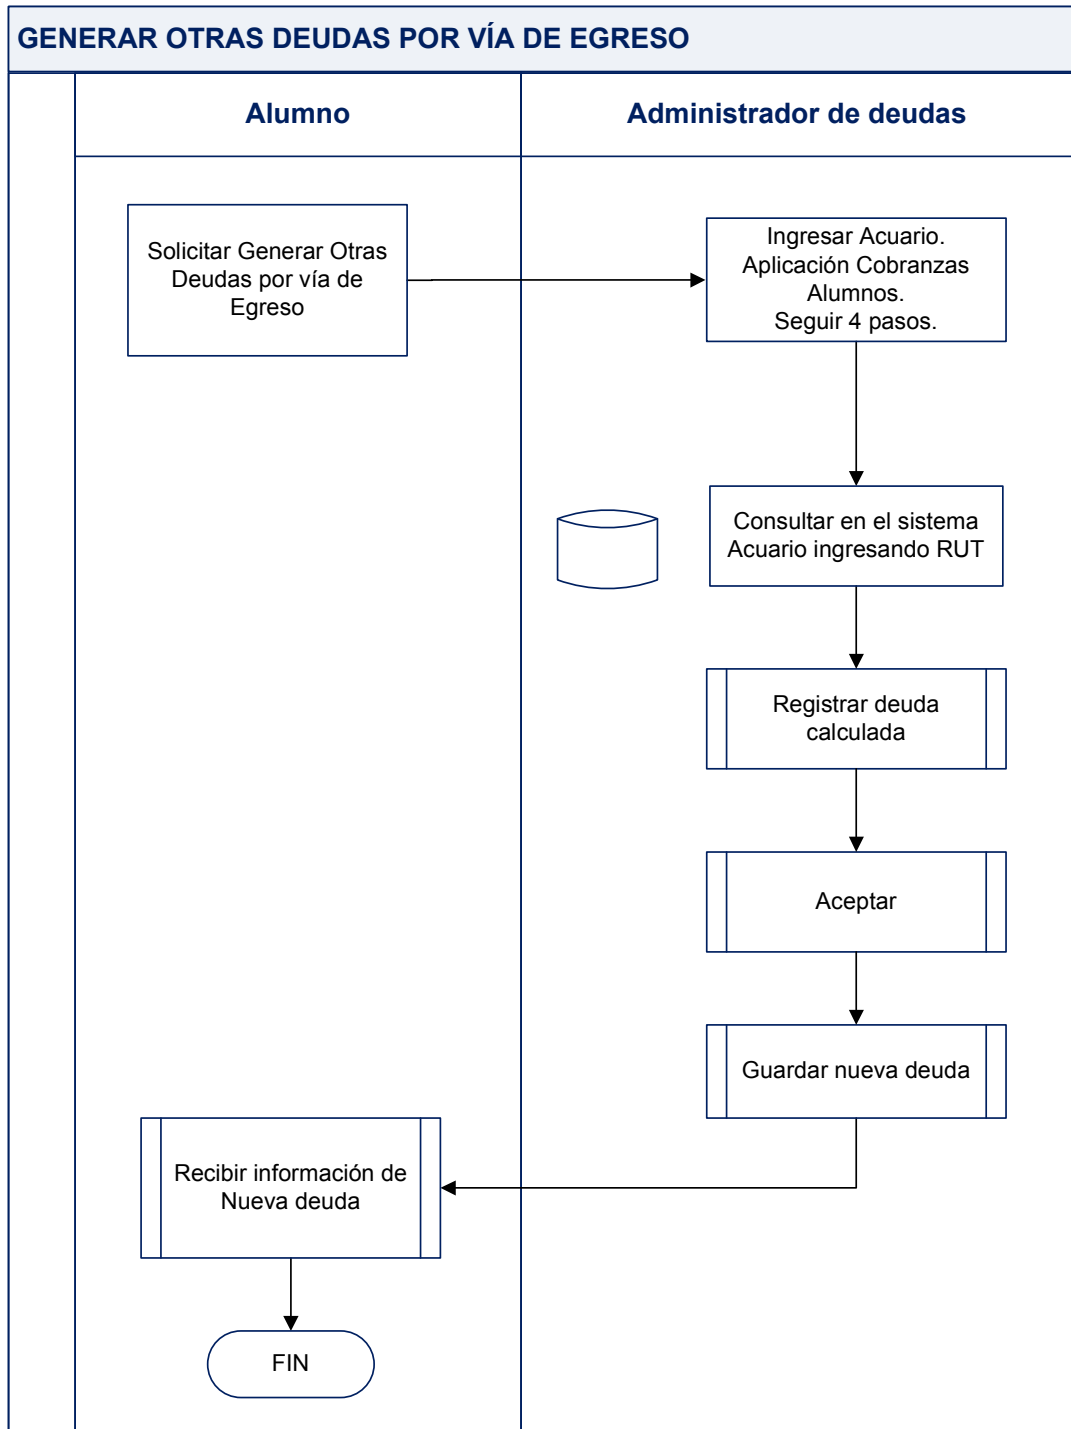 GENERAR OTRAS DEUDAS POR VÍA DE EGRESO
Alumno
Administrador de deudas
Solicitar Generar Otras
Deudas por vía de
Egreso
Ingresar Acuario.
Aplicación Cobranzas
Alumnos.
Seguir 4 pasos.
Consultar en el sistema
Acuario ingresando RUT
Registrar deuda
calculada
Aceptar
Guardar nueva deuda
Recibir información de
Nueva deuda
FIN